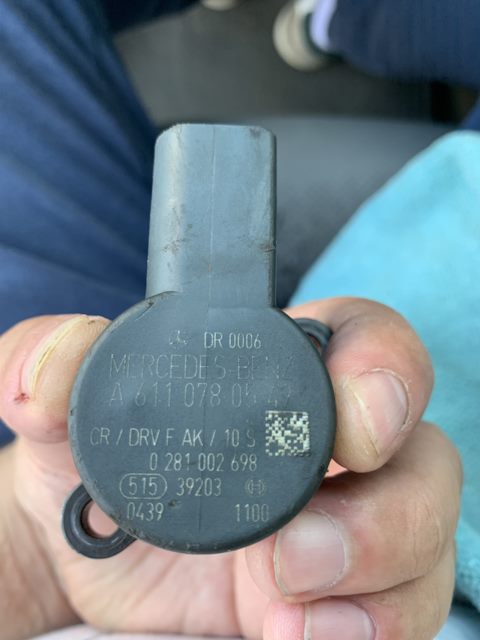 DR 0006
MERCEDES-BENZ
A 611 078 05 49
CR / DRV F AK / 10 S
0 281 002 698
515 39203
0439 1100